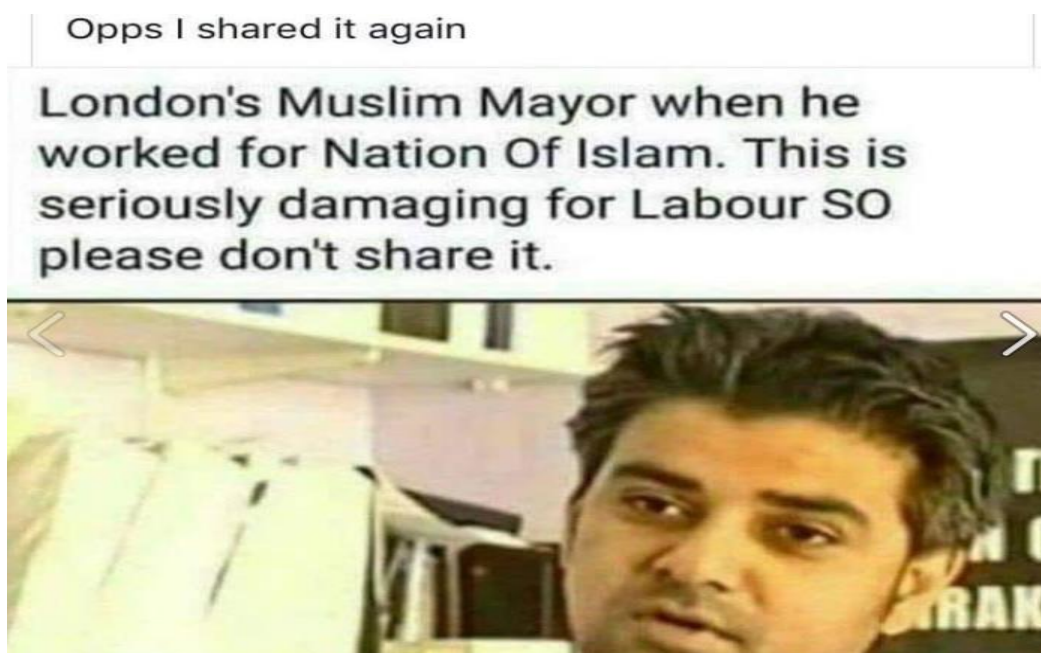 Opps I shared it again
London's Muslim Mayor when he
worked for Nation Of Islam. This is
seriously damaging for Labour SO
please don't share it.